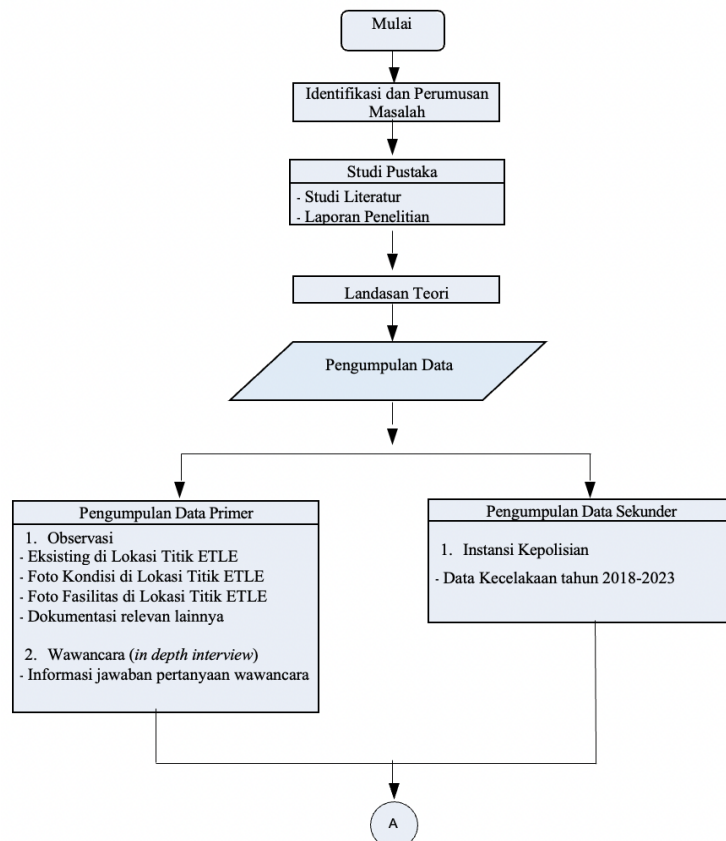 Mulai
Identifikasi dan Perumusan
Masalah
Studi Pustaka
- Studi Literatur
- Laporan Penelitian
Landasan Teori
Pengumpulan Data
Pengumpulan Data Primer
1. Observasi
- Eksisting di Lokasi Titik ETLE
- Foto Kondisi di Lokasi Titik ETLE
- Foto Fasilitas di Lokasi Titik ETLE
- Dokumentasi relevan lainnya
2. Wawancara (in depth interview)
- Informasi jawaban pertanyaan wawancara
Pengumpulan Data Sekunder
1. Instansi Kepolisian
- Data Kecelakaan tahun 2018-2023
A